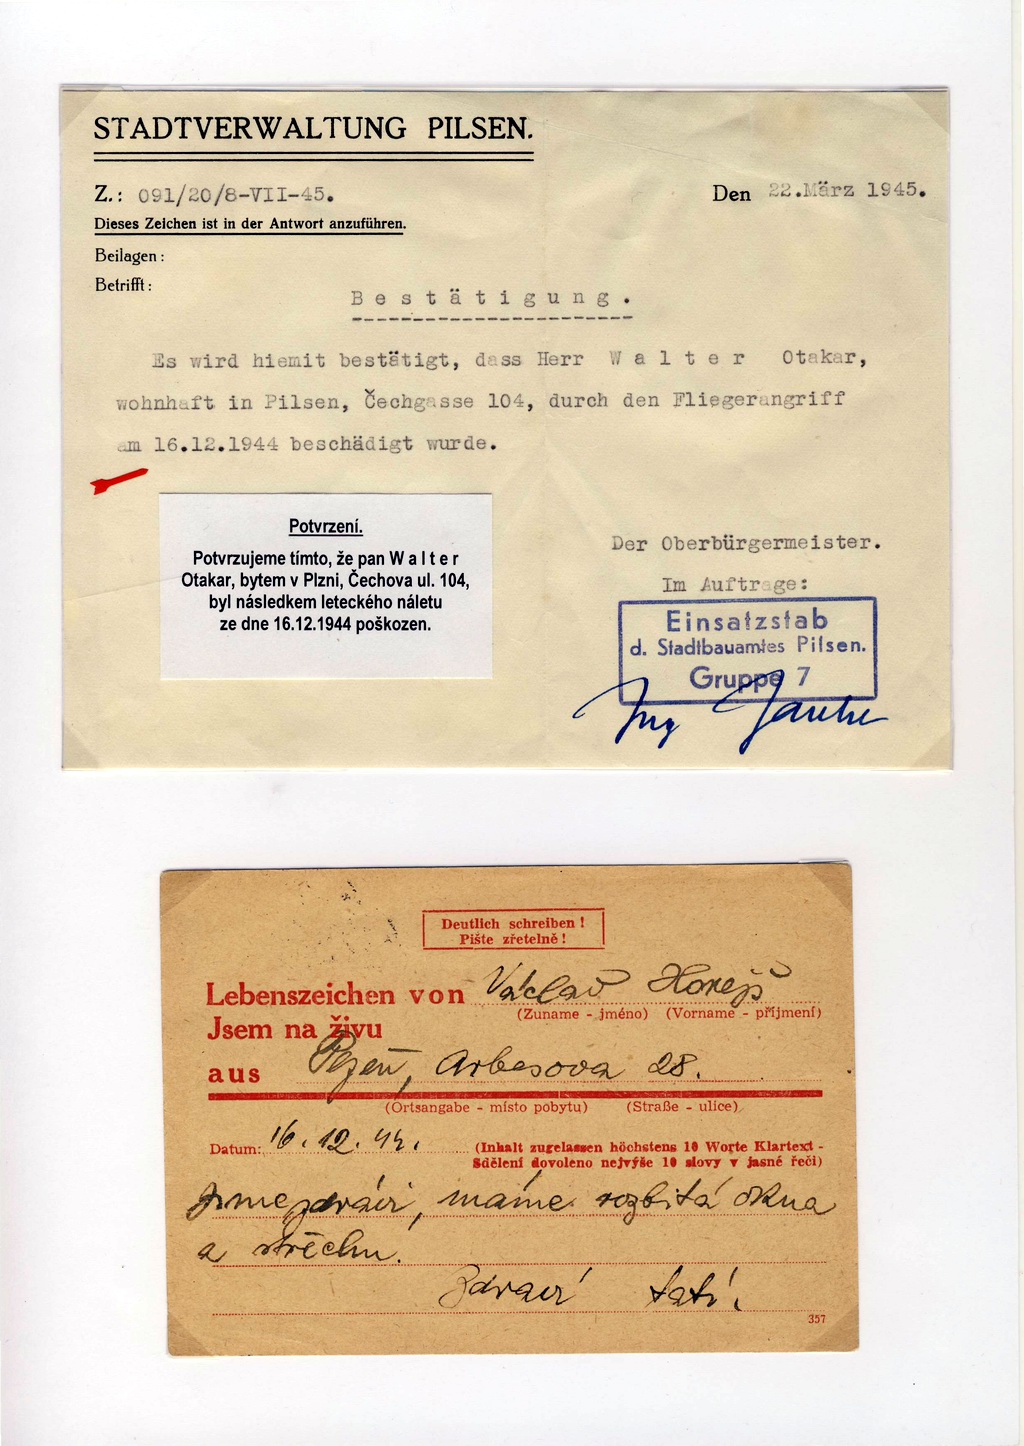 STADTVERWALTUNG PILSEN.
Z.: 091/20/8-VII-45.
Den 22.März 1945.
Dieses Zeichen ist in der Antwort anzuführen.
Beilagen:
Betrifft:
Bestätigung.
Es wird hiemit bestätigt, dass Herr Walter Otakar,
wohnhaft in Pilsen, Čechgasse 104, durch den Fliegerangriff
am 16.12.1944 beschädigt wurde.
Potvrzení.
Potvrzujeme tímto, že pan Walter
Otakar, bytem v Plzni, Čechova ul. 104,
byl následkem leteckého náletu
ze dne 16.12.1944 poškozen.
Der Oberbürgermeister.
Im Auftrage:
Einsatzstab
d. Stadtbauamtes Pilsen.
Gruppe 7
Ing
Deutlich schreiben!
Pište zřetelně!
Lebenszeichen von Václav Horejš
(Zuname - jméno) (Vorname - příjmení)
Jsem na živu
aus Plzeň, Arbesova 28.
(Ortsangabe - místo pobytu) (Straße - ulice)
Datum: 16. 12. 44. (Inhalt zugelassen höchstens 10 Worte Klartext -
Sdělení dovoleno nejvýše 10 slovy v jasné řeči)
Jsme zdrávi, máme rozbitá okna
a střechu.
Zdraví tatí.
357